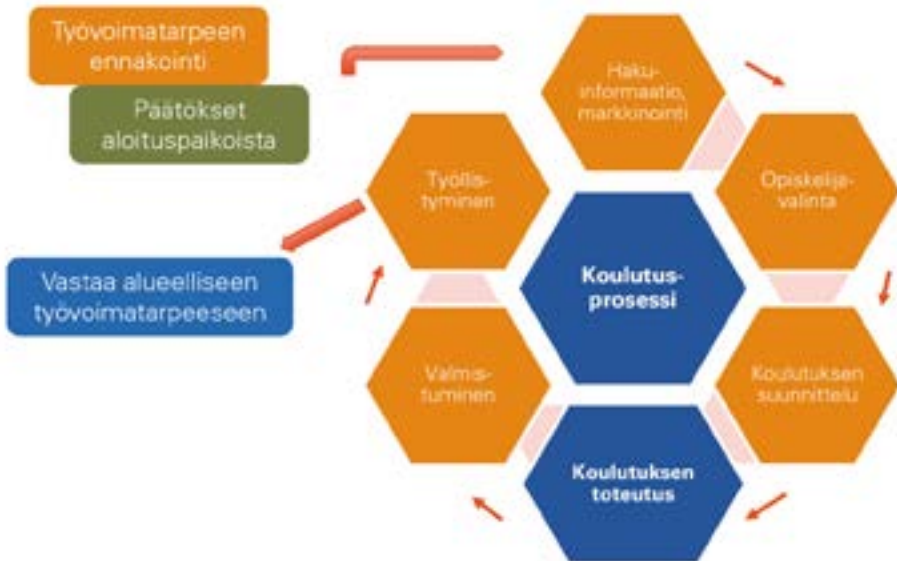 Työvoimatarpeen
ennakointi
Päätökset
aloituspaikoista
Vastaa alueelliseen
työvoimatarpeeseen
Haku-
informaatio,
markkinointi
Opiskelija-
valinta
Koulutuksen
suunnittelu
Koulutuksen
toteutus
Valmis-
tuminen
Työllis-
tyminen
Koulutus-
prosessi